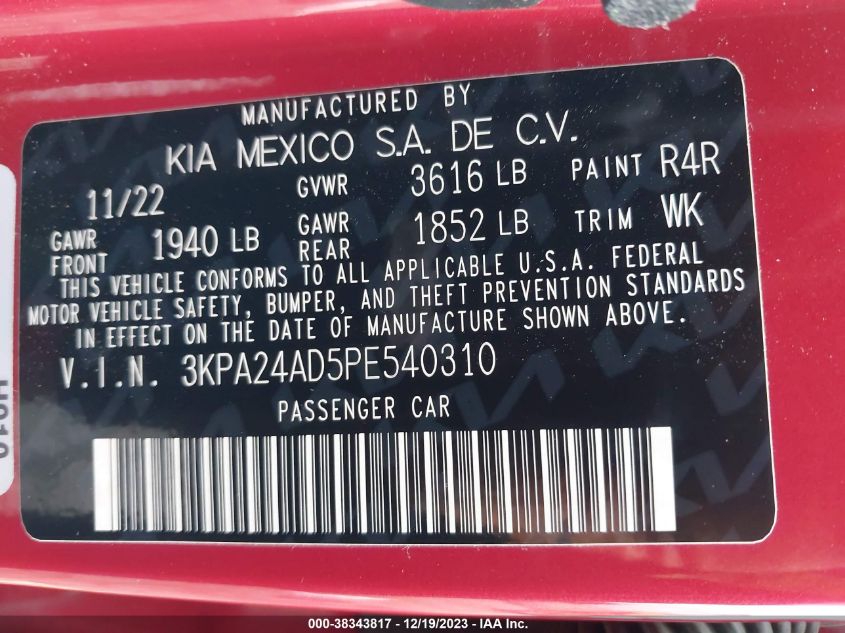 MANUFACTURED BY
KIA MEXICO S.A. DE C.V.
11/22 GVWR 3616 LB PAINT R4R
GAWR FRONT 1940 LB GAWR REAR 1852 LB TRIM WK
THIS VEHICLE CONFORMS TO ALL APPLICABLE U.S.A. FEDERAL
MOTOR VEHICLE SAFETY, BUMPER, AND THEFT PREVENTION STANDARDS
IN EFFECT ON THE DATE OF MANUFACTURE SHOWN ABOVE.
V.I.N. 3KPA24AD5PE540310
PASSENGER CAR
000-38343817 - 12/19/2023 - IAA Inc.